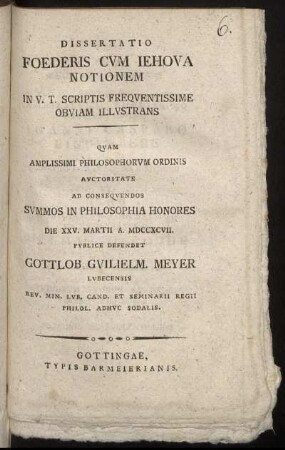 6.
DISSERTATIO
FOEDERIS CVM IEHOVA
NOTIONEM
IN V. T. SCRIPTIS FREQVENTISSIME
OBVIAM ILLVSTRANS
QVAM
AMPLISSIMI PHILOSOPHORVM ORDINIS
AVCTORITATE
AD CONSEQVENDOS
SVMMOS IN PHILOSOPHIA HONORES
DIE XXV. MARTII A. MDCCXCVII.
PVBLICE DEFENDET
GOTTLOB GVILIELM. MEYER
LVBECENSIS
REV. MIN. LVB. CAND. ET SEMINARII REGII
PHILOL. ADHVC SODALIS.
GOTTINGAE,
TYPIS BARMEIERIANIS.